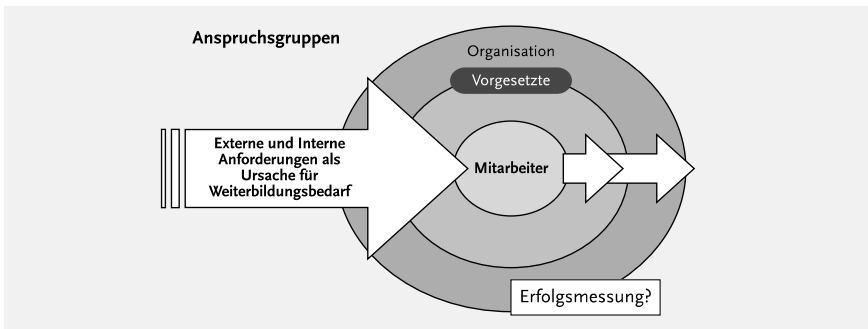 Anspruchsgruppen
Organisation
Vorgesetzte
Externe und Interne
Anforderungen als
Ursache für
Weiterbildungsbedarf
Mitarbeiter
Erfolgsmessung?